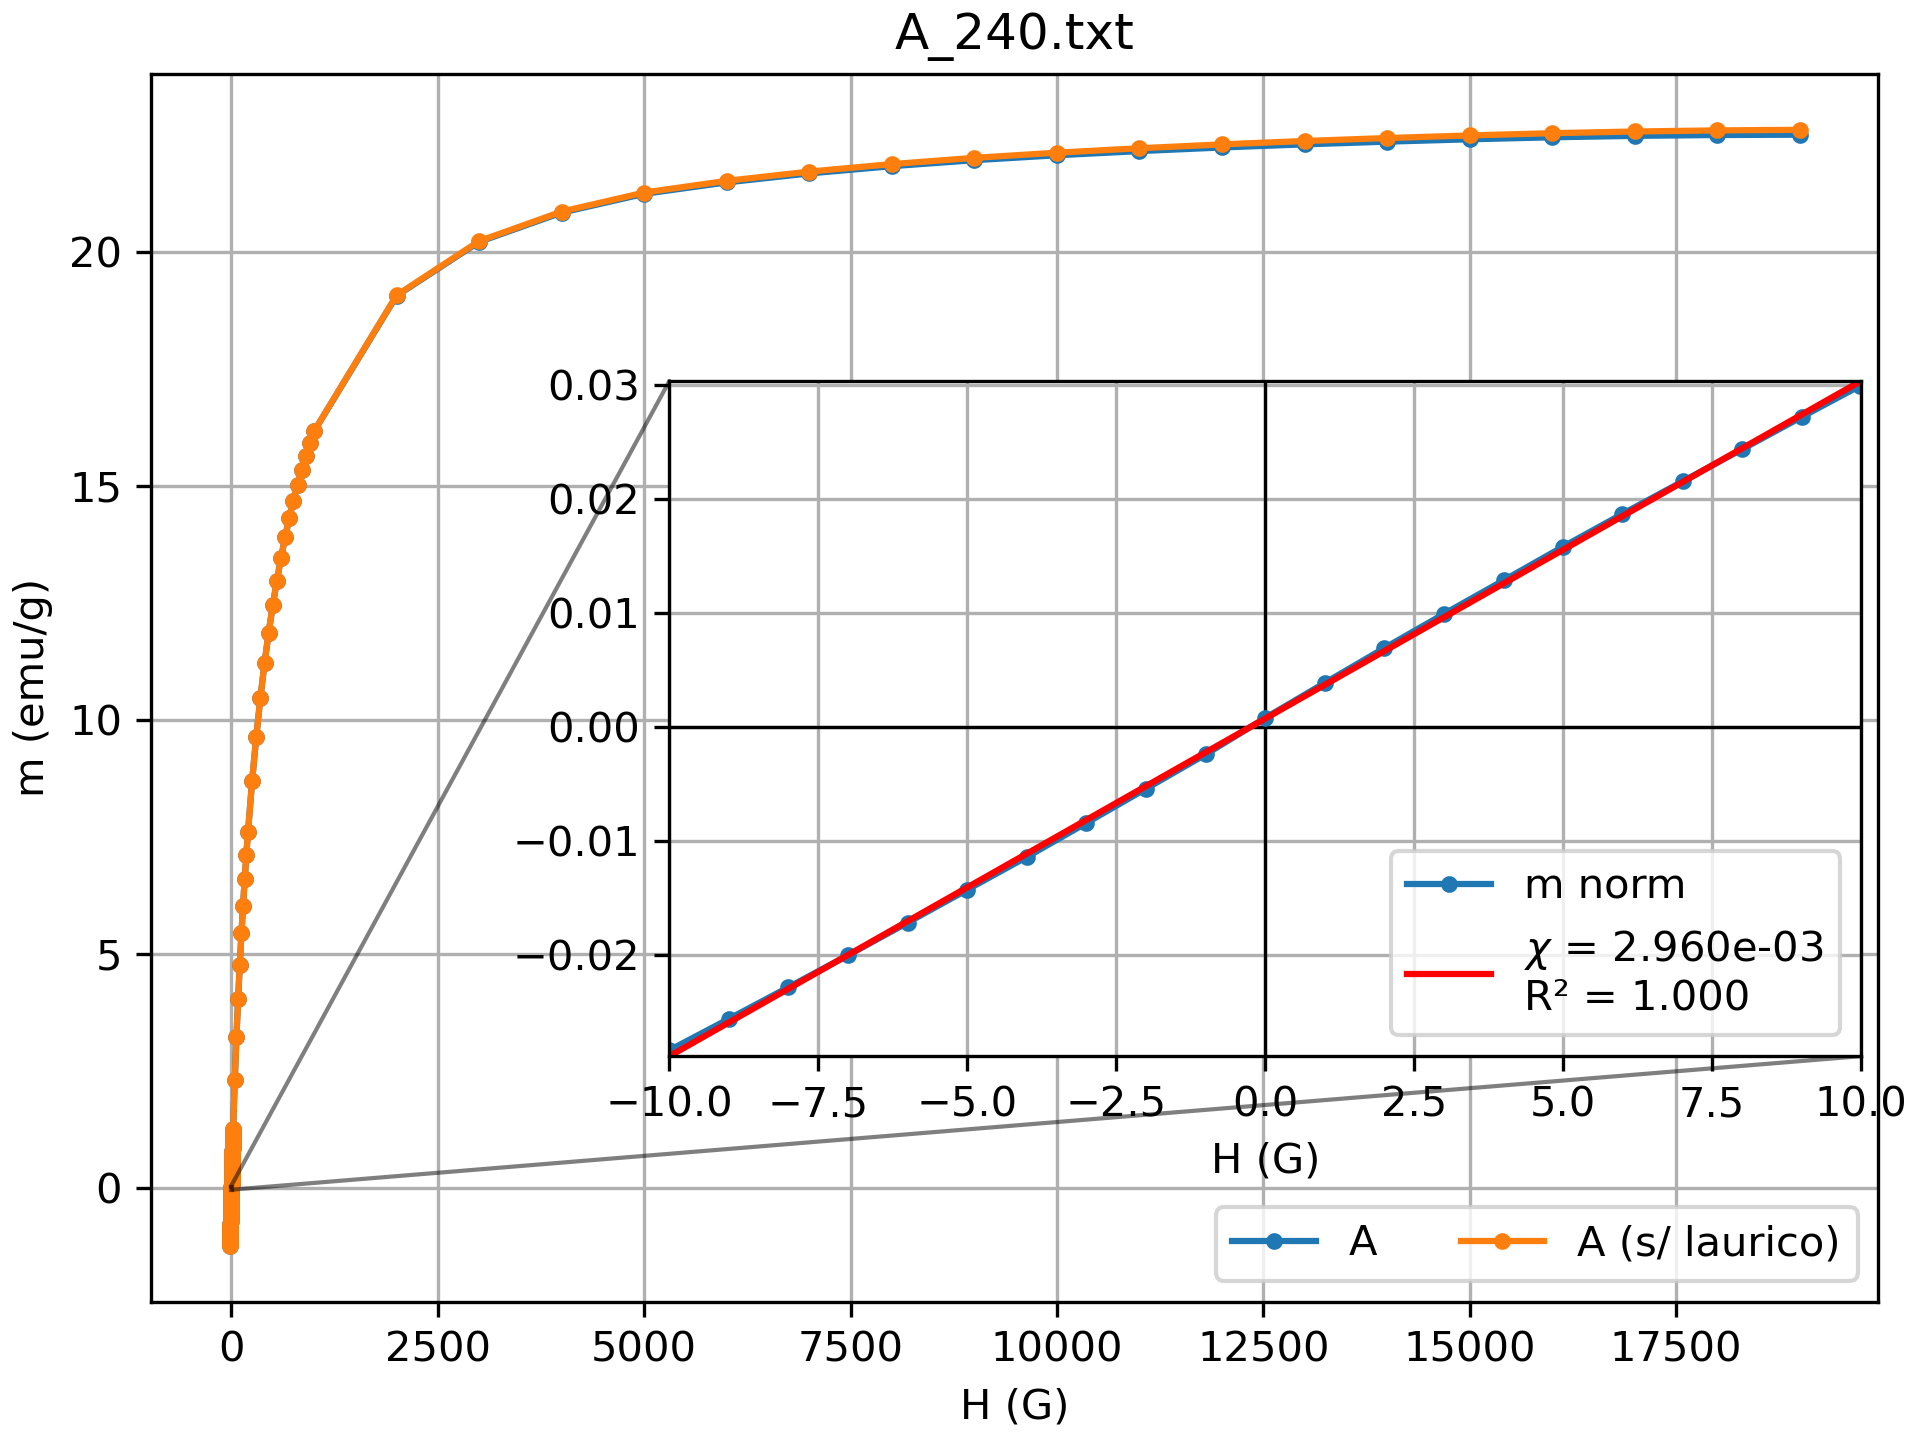 A_240.txt
m (emu/g)
20
15
10
5
0
0.03
0.02
0.01
0.00
−0.01
−0.02
m norm
χ = 2.960e-03
R² = 1.000
−10.0 −7.5 −5.0 −2.5 0.0 2.5 5.0 7.5 10.0
H (G)
A A (s/ laurico)
0 2500 5000 7500 10000 12500 15000 17500
H (G)